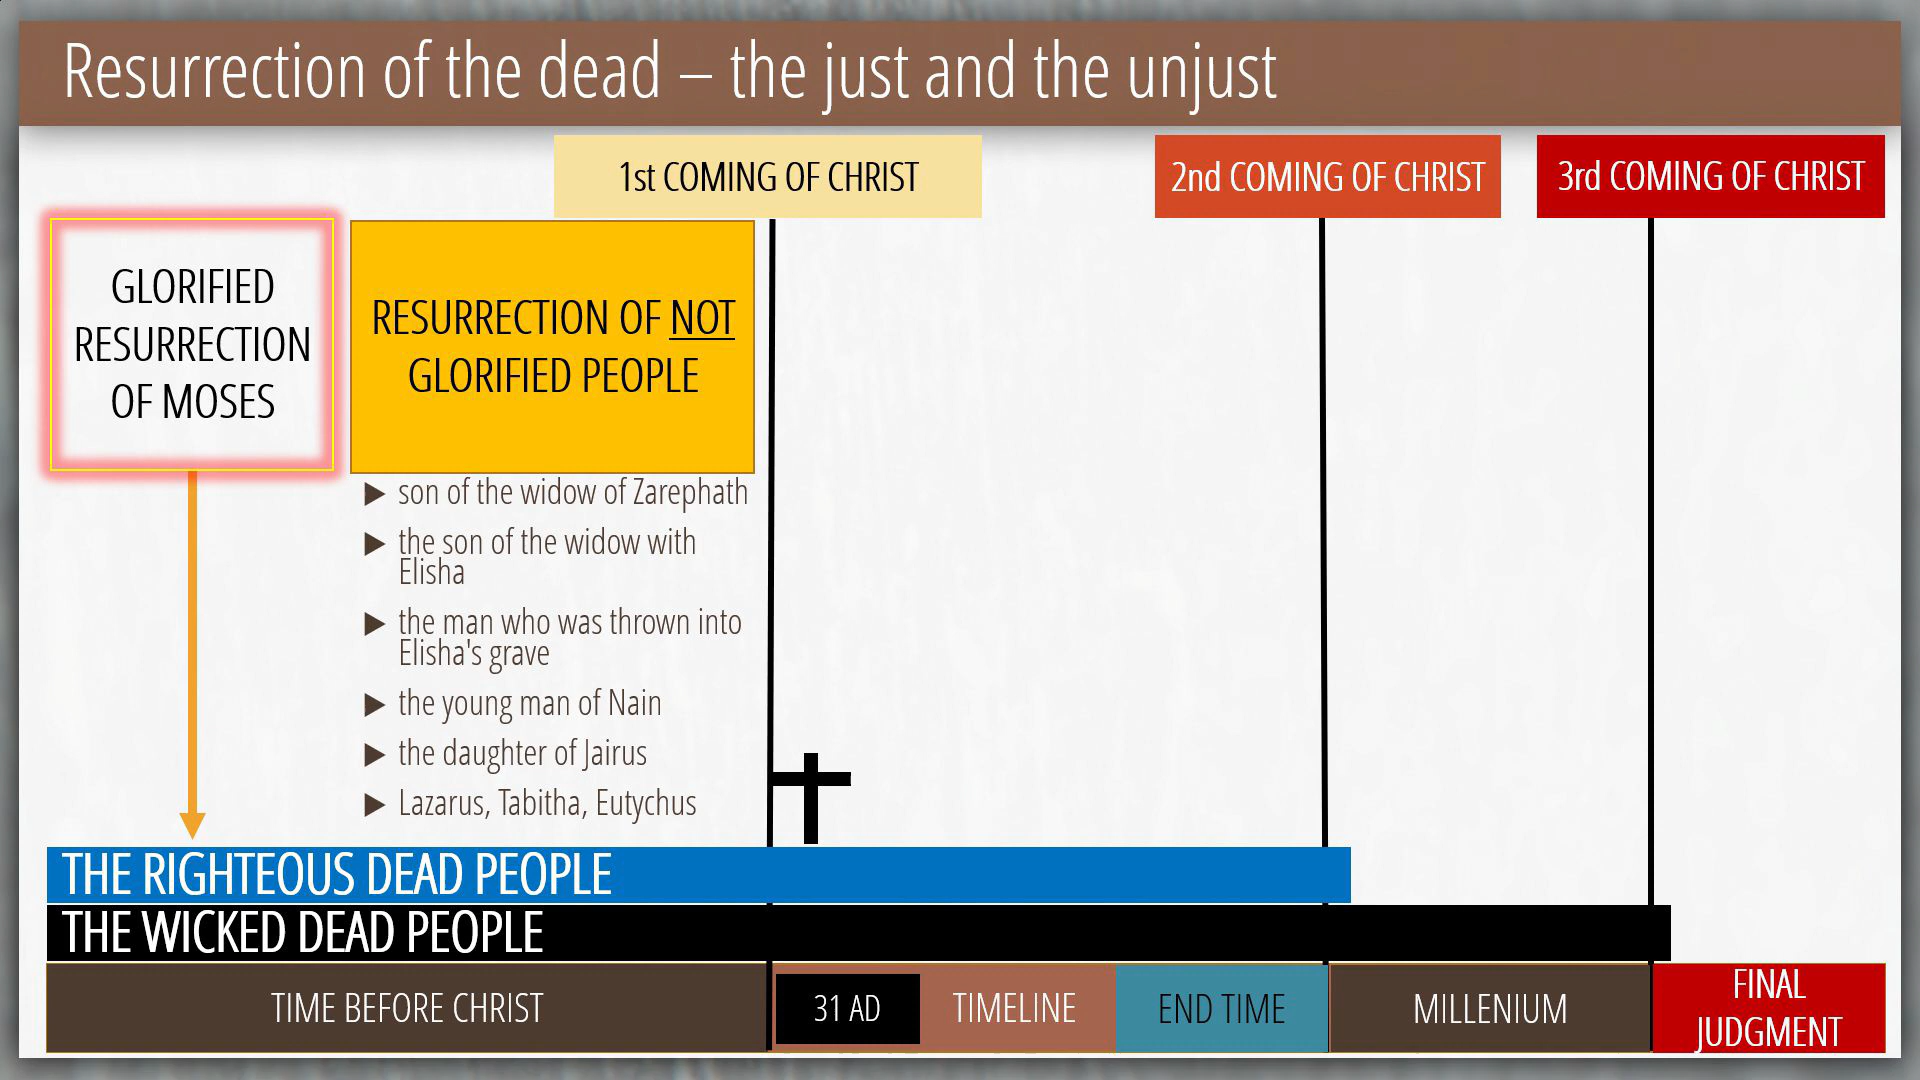 Resurrection of the dead – the just and the unjust
1st COMING OF CHRIST
2nd COMING OF CHRIST
3rd COMING OF CHRIST
GLORIFIED
RESURRECTION
OF MOSES
RESURRECTION OF NOT
GLORIFIED PEOPLE
son of the widow of Zarephath
the son of the widow with
Elisha
the man who was thrown into
Elisha's grave
the young man of Nain
the daughter of Jairus
Lazarus, Tabitha, Eutychus
THE RIGHTEOUS DEAD PEOPLE
THE WICKED DEAD PEOPLE
TIME BEFORE CHRIST
31 AD
TIMELINE
END TIME
MILLENIUM
FINAL
JUDGMENT